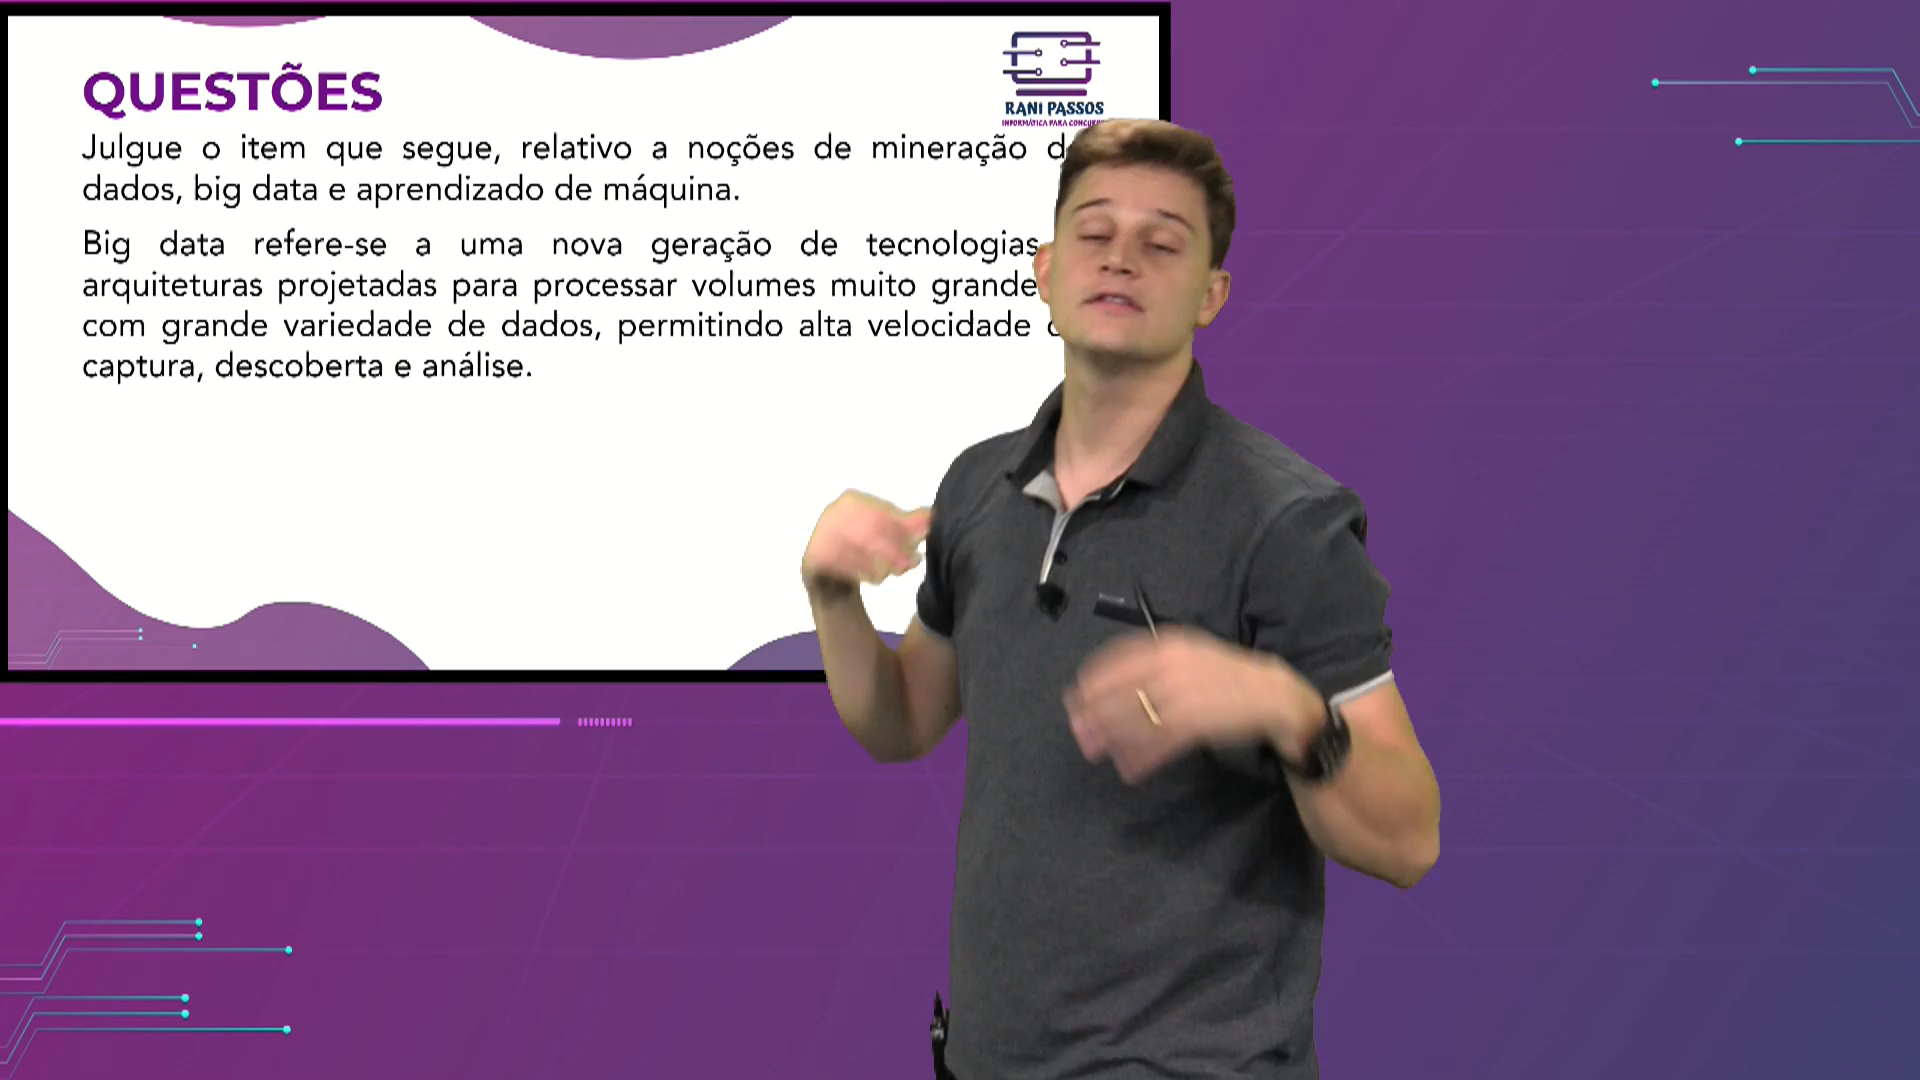 QUESTÕES
RANI PASSOS
INFORMÁTICA PARA
Julgue o item que segue, relativo a noções de mineração
dados, big data e aprendizado de máquina.
Big data refere-se a uma nova geração de tecnologias
arquiteturas projetadas para processar volumes muito grande
com grande variedade de dados, permitindo alta velocidade
captura, descoberta e análise.